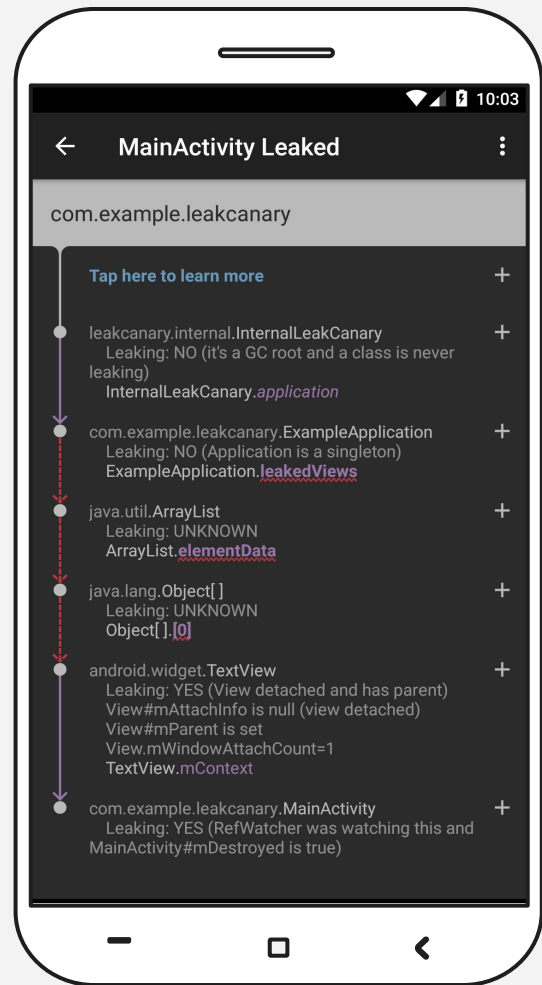 10:03
MainActivity Leaked
com.example.leakcanary
Tap here to learn more +
leakcanary.internal.InternalLeakCanary +
Leaking: NO (it's a GC root and a class is never
leaking)
InternalLeakCanary.application
com.example.leakcanary.ExampleApplication +
Leaking: NO (Application is a singleton)
ExampleApplication.leakedViews
java.util.ArrayList +
Leaking: UNKNOWN
ArrayList.elementData
java.lang.Object[] +
Leaking: UNKNOWN
Object[].[0]
android.widget.TextView +
Leaking: YES (View detached and has parent)
View#mAttachInfo is null (view detached)
View#mParent is set
View.mWindowAttachCount=1
TextView.mContext
com.example.leakcanary.MainActivity +
Leaking: YES (RefWatcher was watching this and
MainActivity#mDestroyed is true)